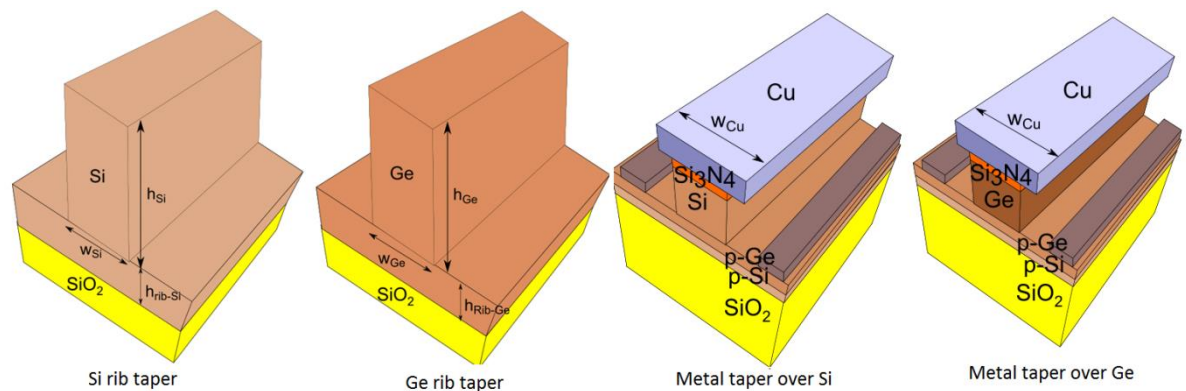 Si
hSi
wSi
hrib-Si
SiO2
Si rib taper
Ge
hGe
wGe
hRib-Ge
SiO2
Ge rib taper
Cu
wCu
Si3N4
Si
p-Ge
p-Si
SiO2
Metal taper over Si
Cu
wCu
Si3N4
Ge
p-Ge
p-Si
SiO2
Metal taper over Ge